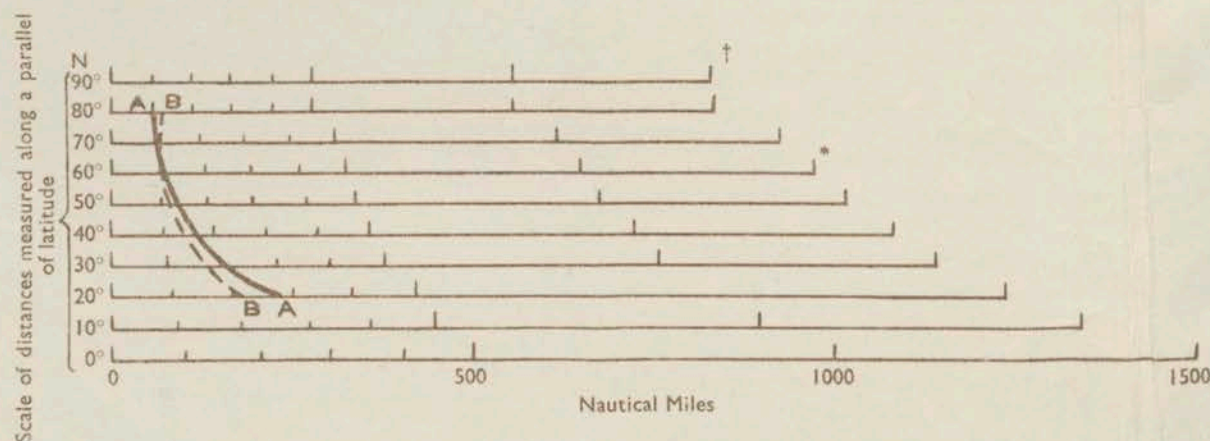 Scale of distances measured along a parallel
of latitude
N
90° †
A B
80°
70°
60° *
50°
40°
30°
20° B A
10°
0°
0 500 1000 1500
Nautical Miles